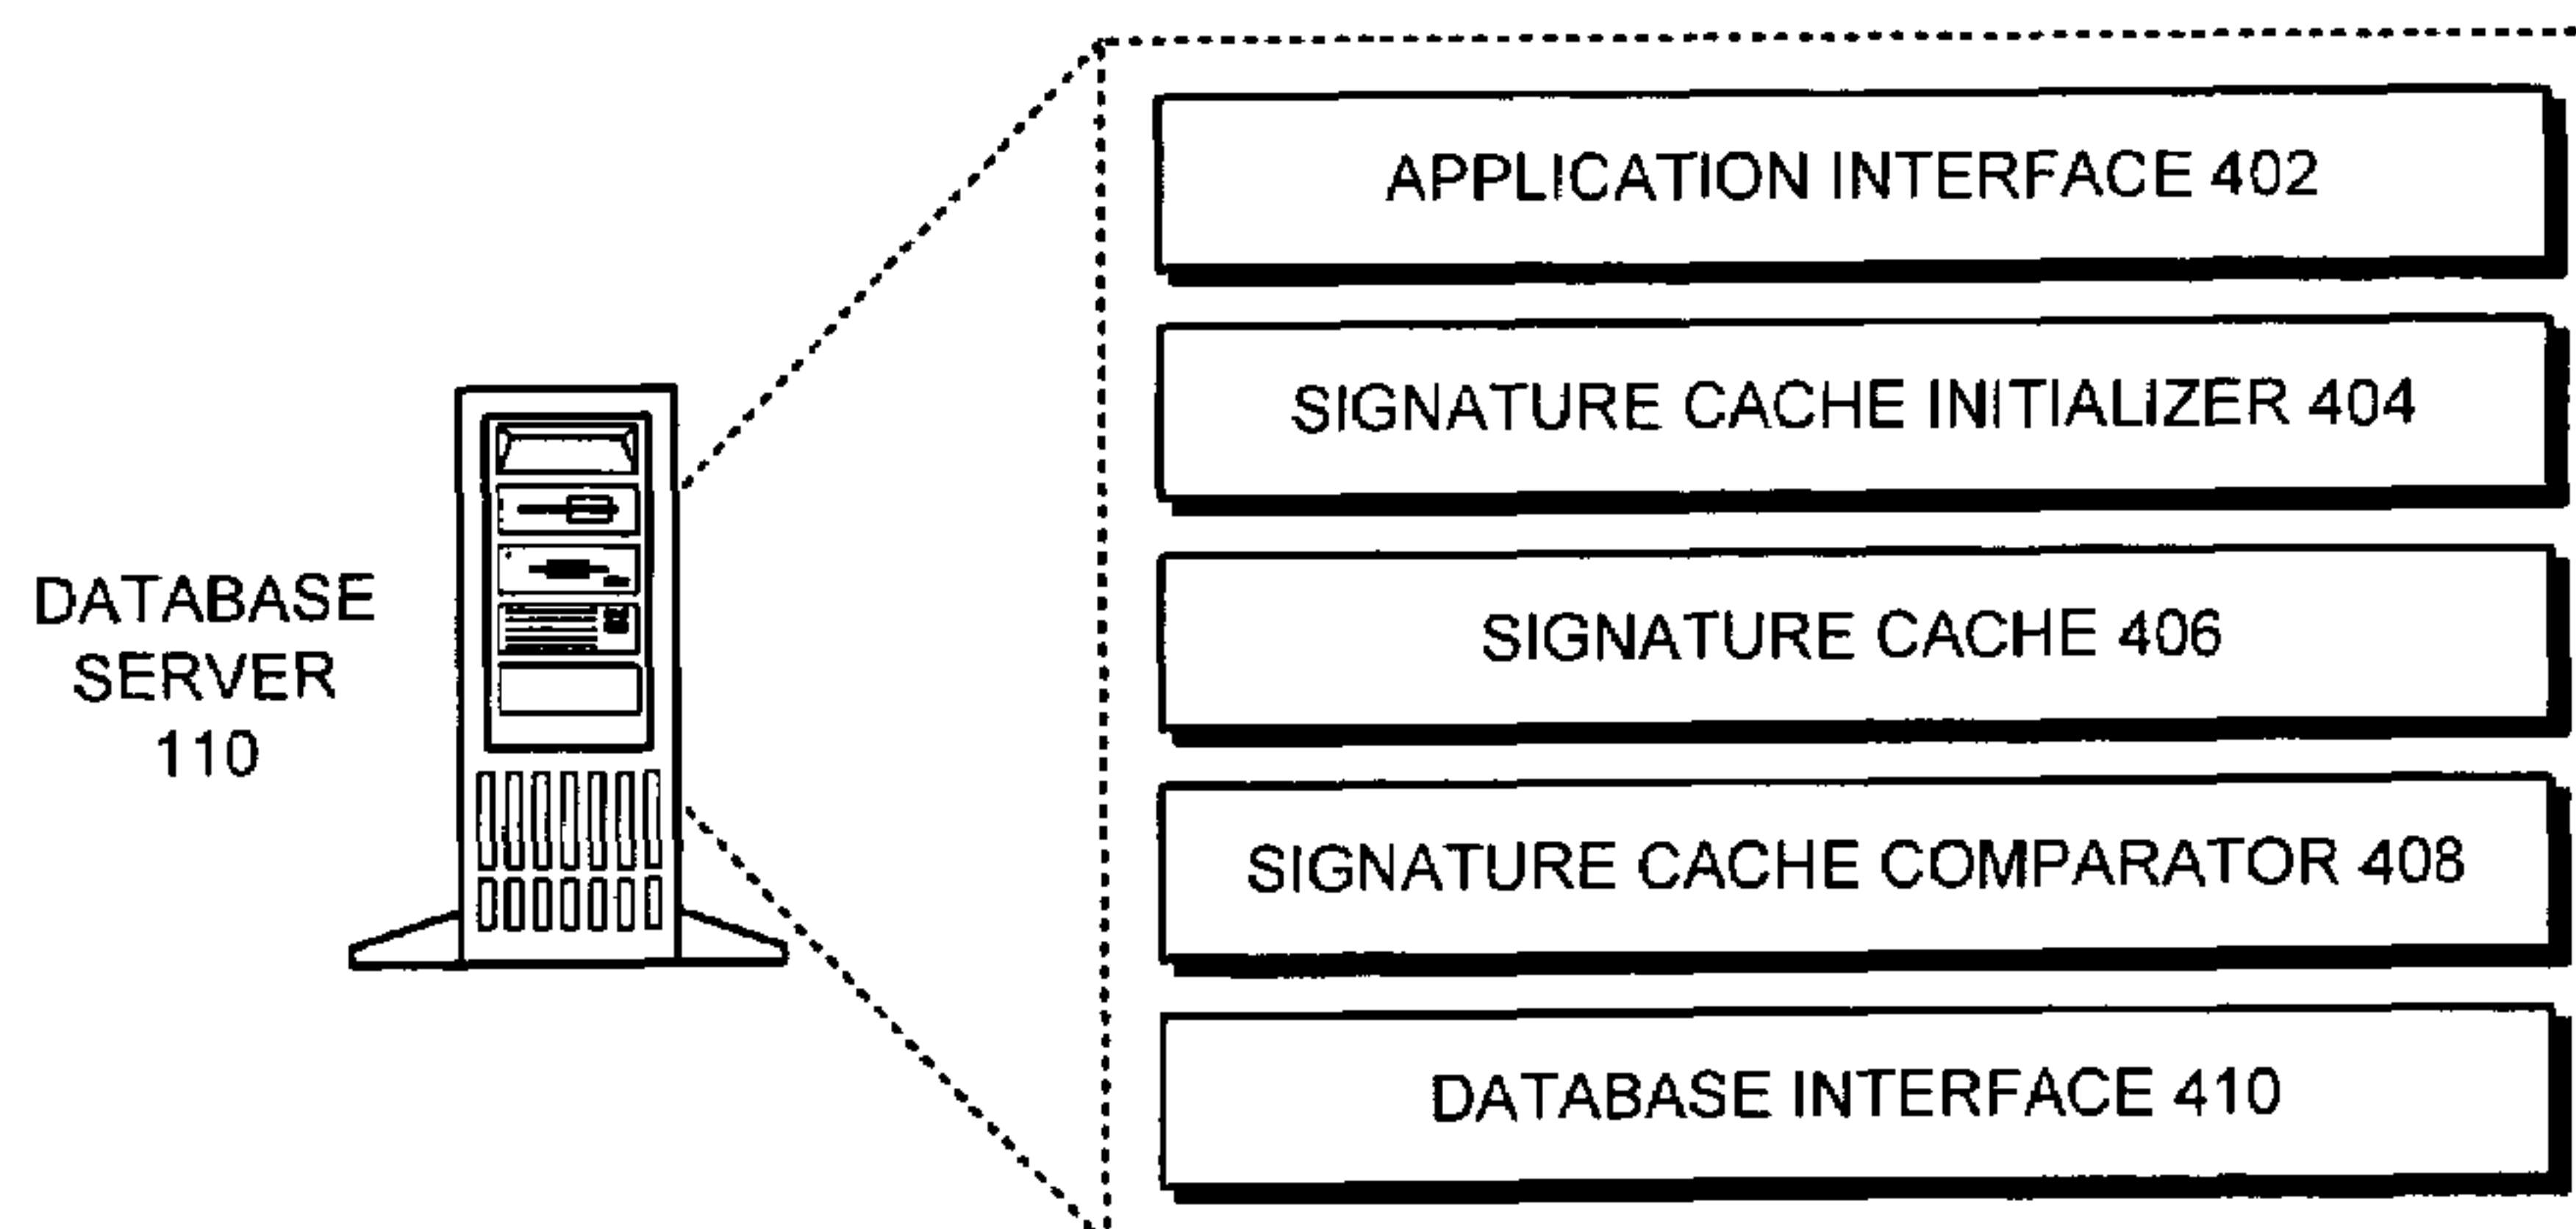 DATABASE
SERVER
110
APPLICATION INTERFACE 402
SIGNATURE CACHE INITIALIZER 404
SIGNATURE CACHE 406
SIGNATURE CACHE COMPARATOR 408
DATABASE INTERFACE 410